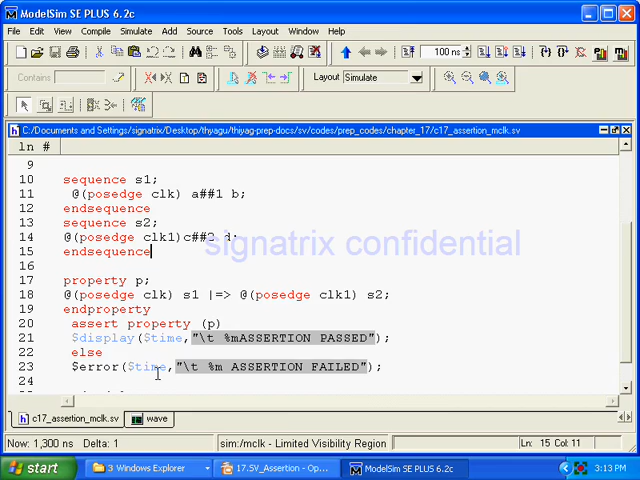 ModelSim SE PLUS 6.2c
File Edit View Compile Simulate Add Source Tools Layout Window Help
100 ns
Contains
Layout Simulate
C:/Documents and Settings/signatrix/Desktop/thyagu/thiyag-prep-docs/sv/codes/prep_codes/chapter_17/c17_assertion_mclk.sv
ln #
9
10 sequence s1;
11 @(posedge clk) a##1 b;
12 endsequence
13 sequence s2;
14 @(posedge clk1)c##2 d;
15 endsequence
signatrix confidential
16
17 property p;
18 @(posedge clk) s1 |=> @(posedge clk1) s2;
19 endproperty
20 assert property (p)
21 $display($time,"\t %mASSERTION PASSED");
22 else
23 $error($time,"\t %m ASSERTION FAILED");
24
c17_assertion_mclk.sv wave
Now: 1,300 ns Delta: 1 sim:/mclk - Limited Visibility Region Ln: 15 Col: 11
start 3 Windows Explorer 17.SV_Assertion - Ope... ModelSim SE PLUS 6.2c 3:13 PM